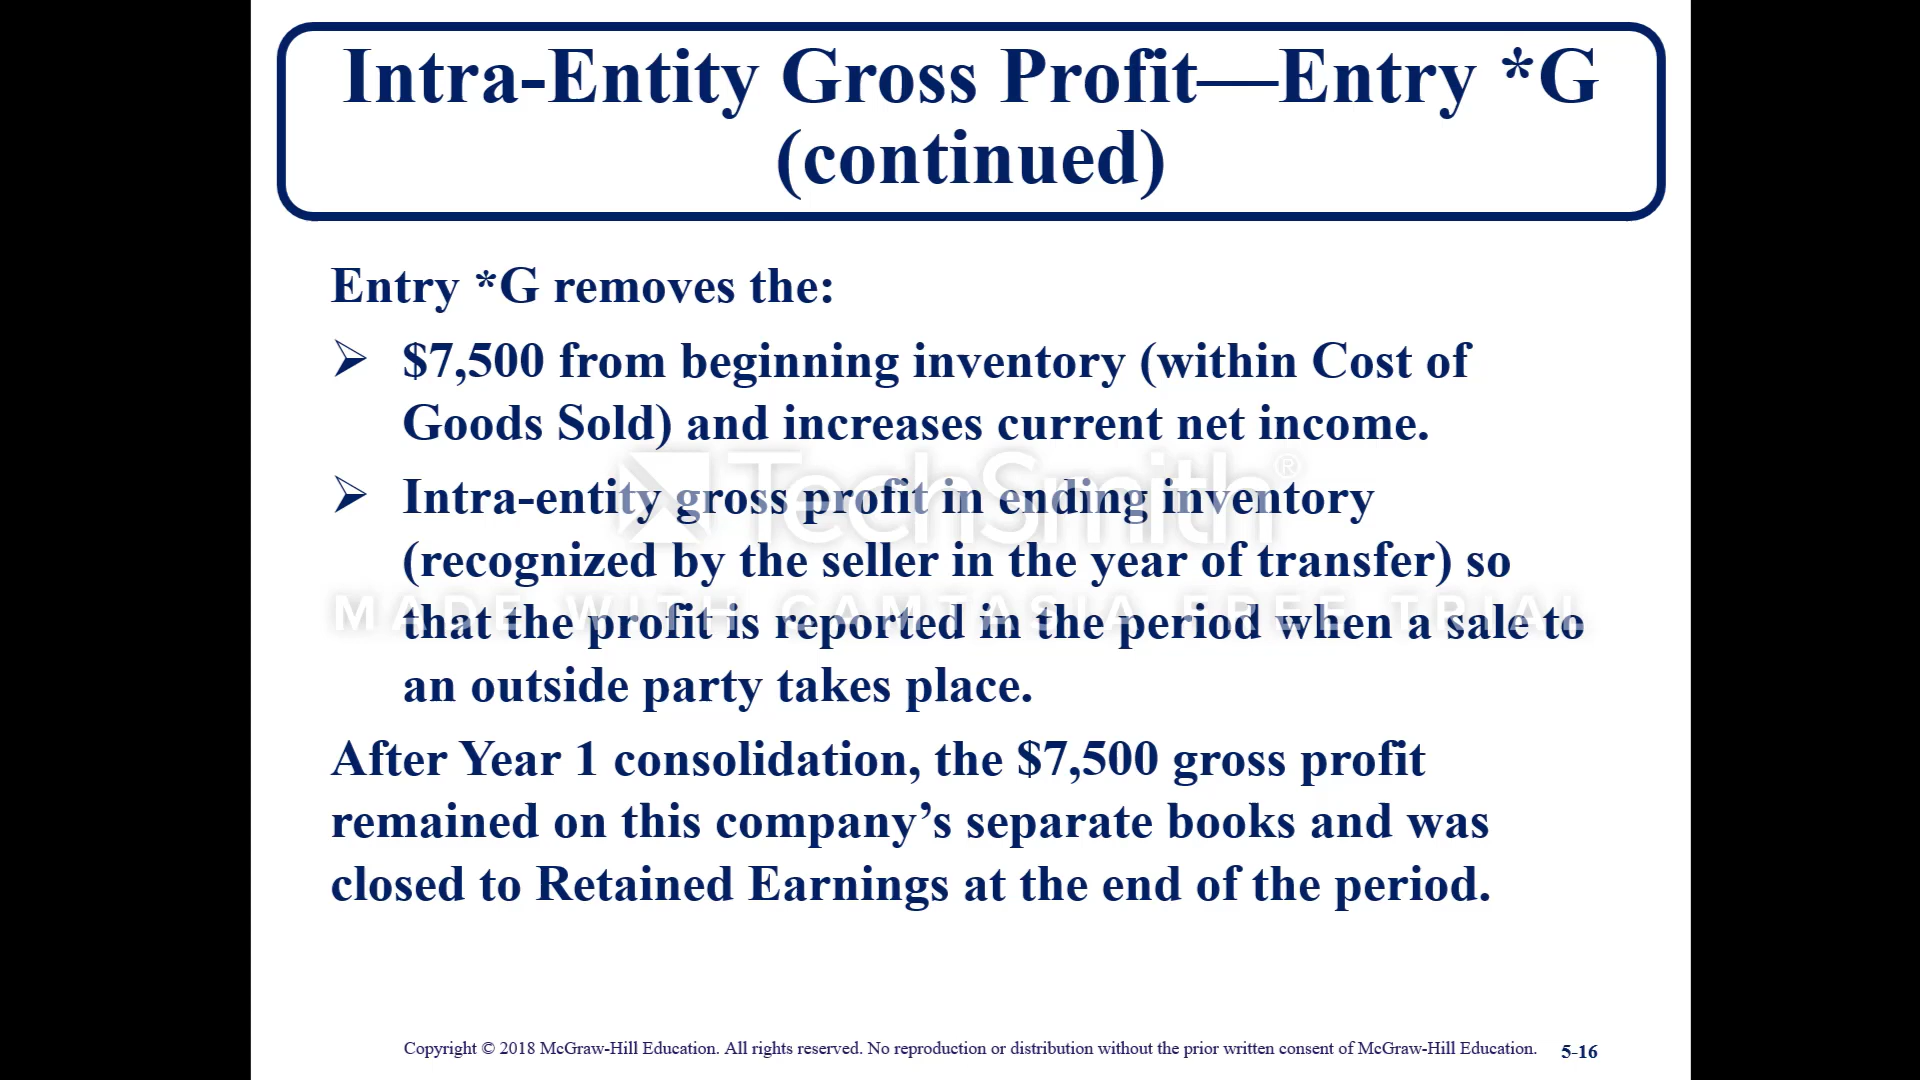 Intra-Entity Gross Profit—Entry *G
(continued)
Entry *G removes the:
➢ $7,500 from beginning inventory (within Cost of
Goods Sold) and increases current net income.
➢ Intra-entity gross profit in ending inventory
(recognized by the seller in the year of transfer) so
that the profit is reported in the period when a sale to
an outside party takes place.
After Year 1 consolidation, the $7,500 gross profit
remained on this company’s separate books and was
closed to Retained Earnings at the end of the period.
TechSmith®
MADE WITH CAMTASIA FREE TRIAL
Copyright © 2018 McGraw-Hill Education. All rights reserved. No reproduction or distribution without the prior written consent of McGraw-Hill Education. 5-16